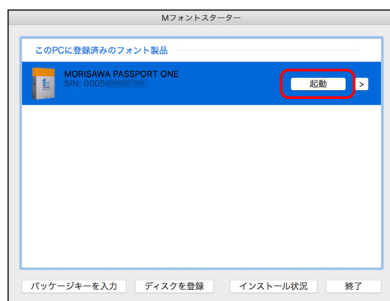 Mフォントスターター
このPCに登録済みのフォント製品
MORISAWA PASSPORT ONE
S/N: 0005
起動
>
パッケージキーを入力
ディスクを登録
インストール状況
終了